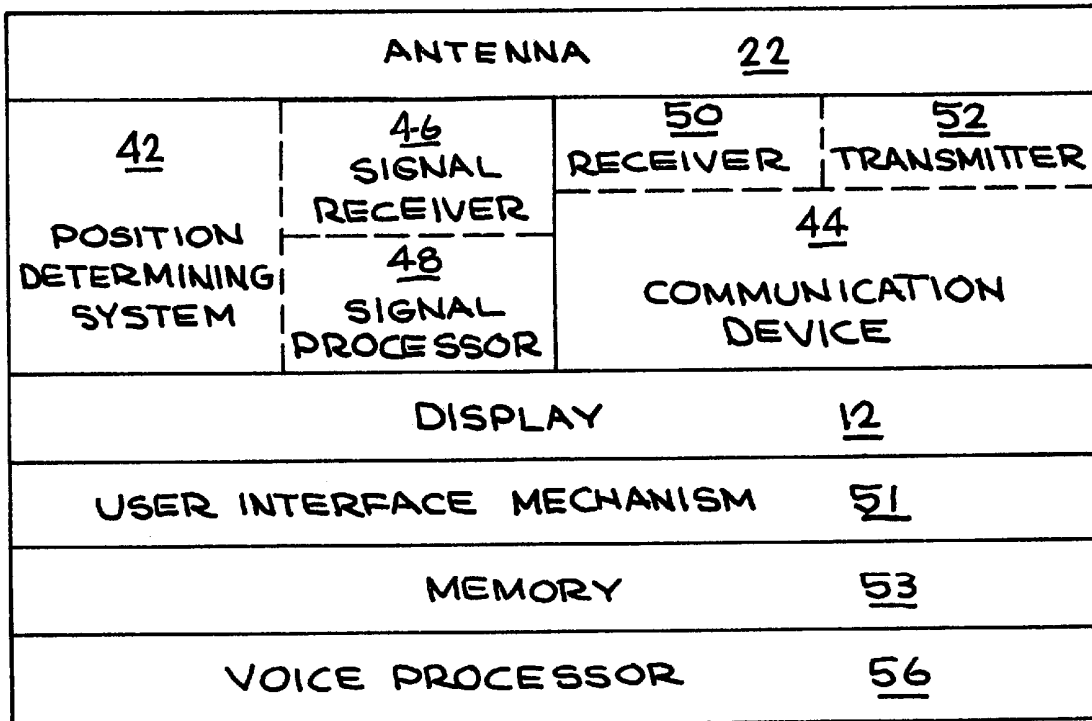 ANTENNA 22
42
POSITION
DETERMINING
SYSTEM
46
SIGNAL
RECEIVER
48
SIGNAL
PROCESSOR
50
RECEIVER
52
TRANSMITTER
44
COMMUNICATION
DEVICE
DISPLAY 12
USER INTERFACE MECHANISM 51
MEMORY 53
VOICE PROCESSOR 56